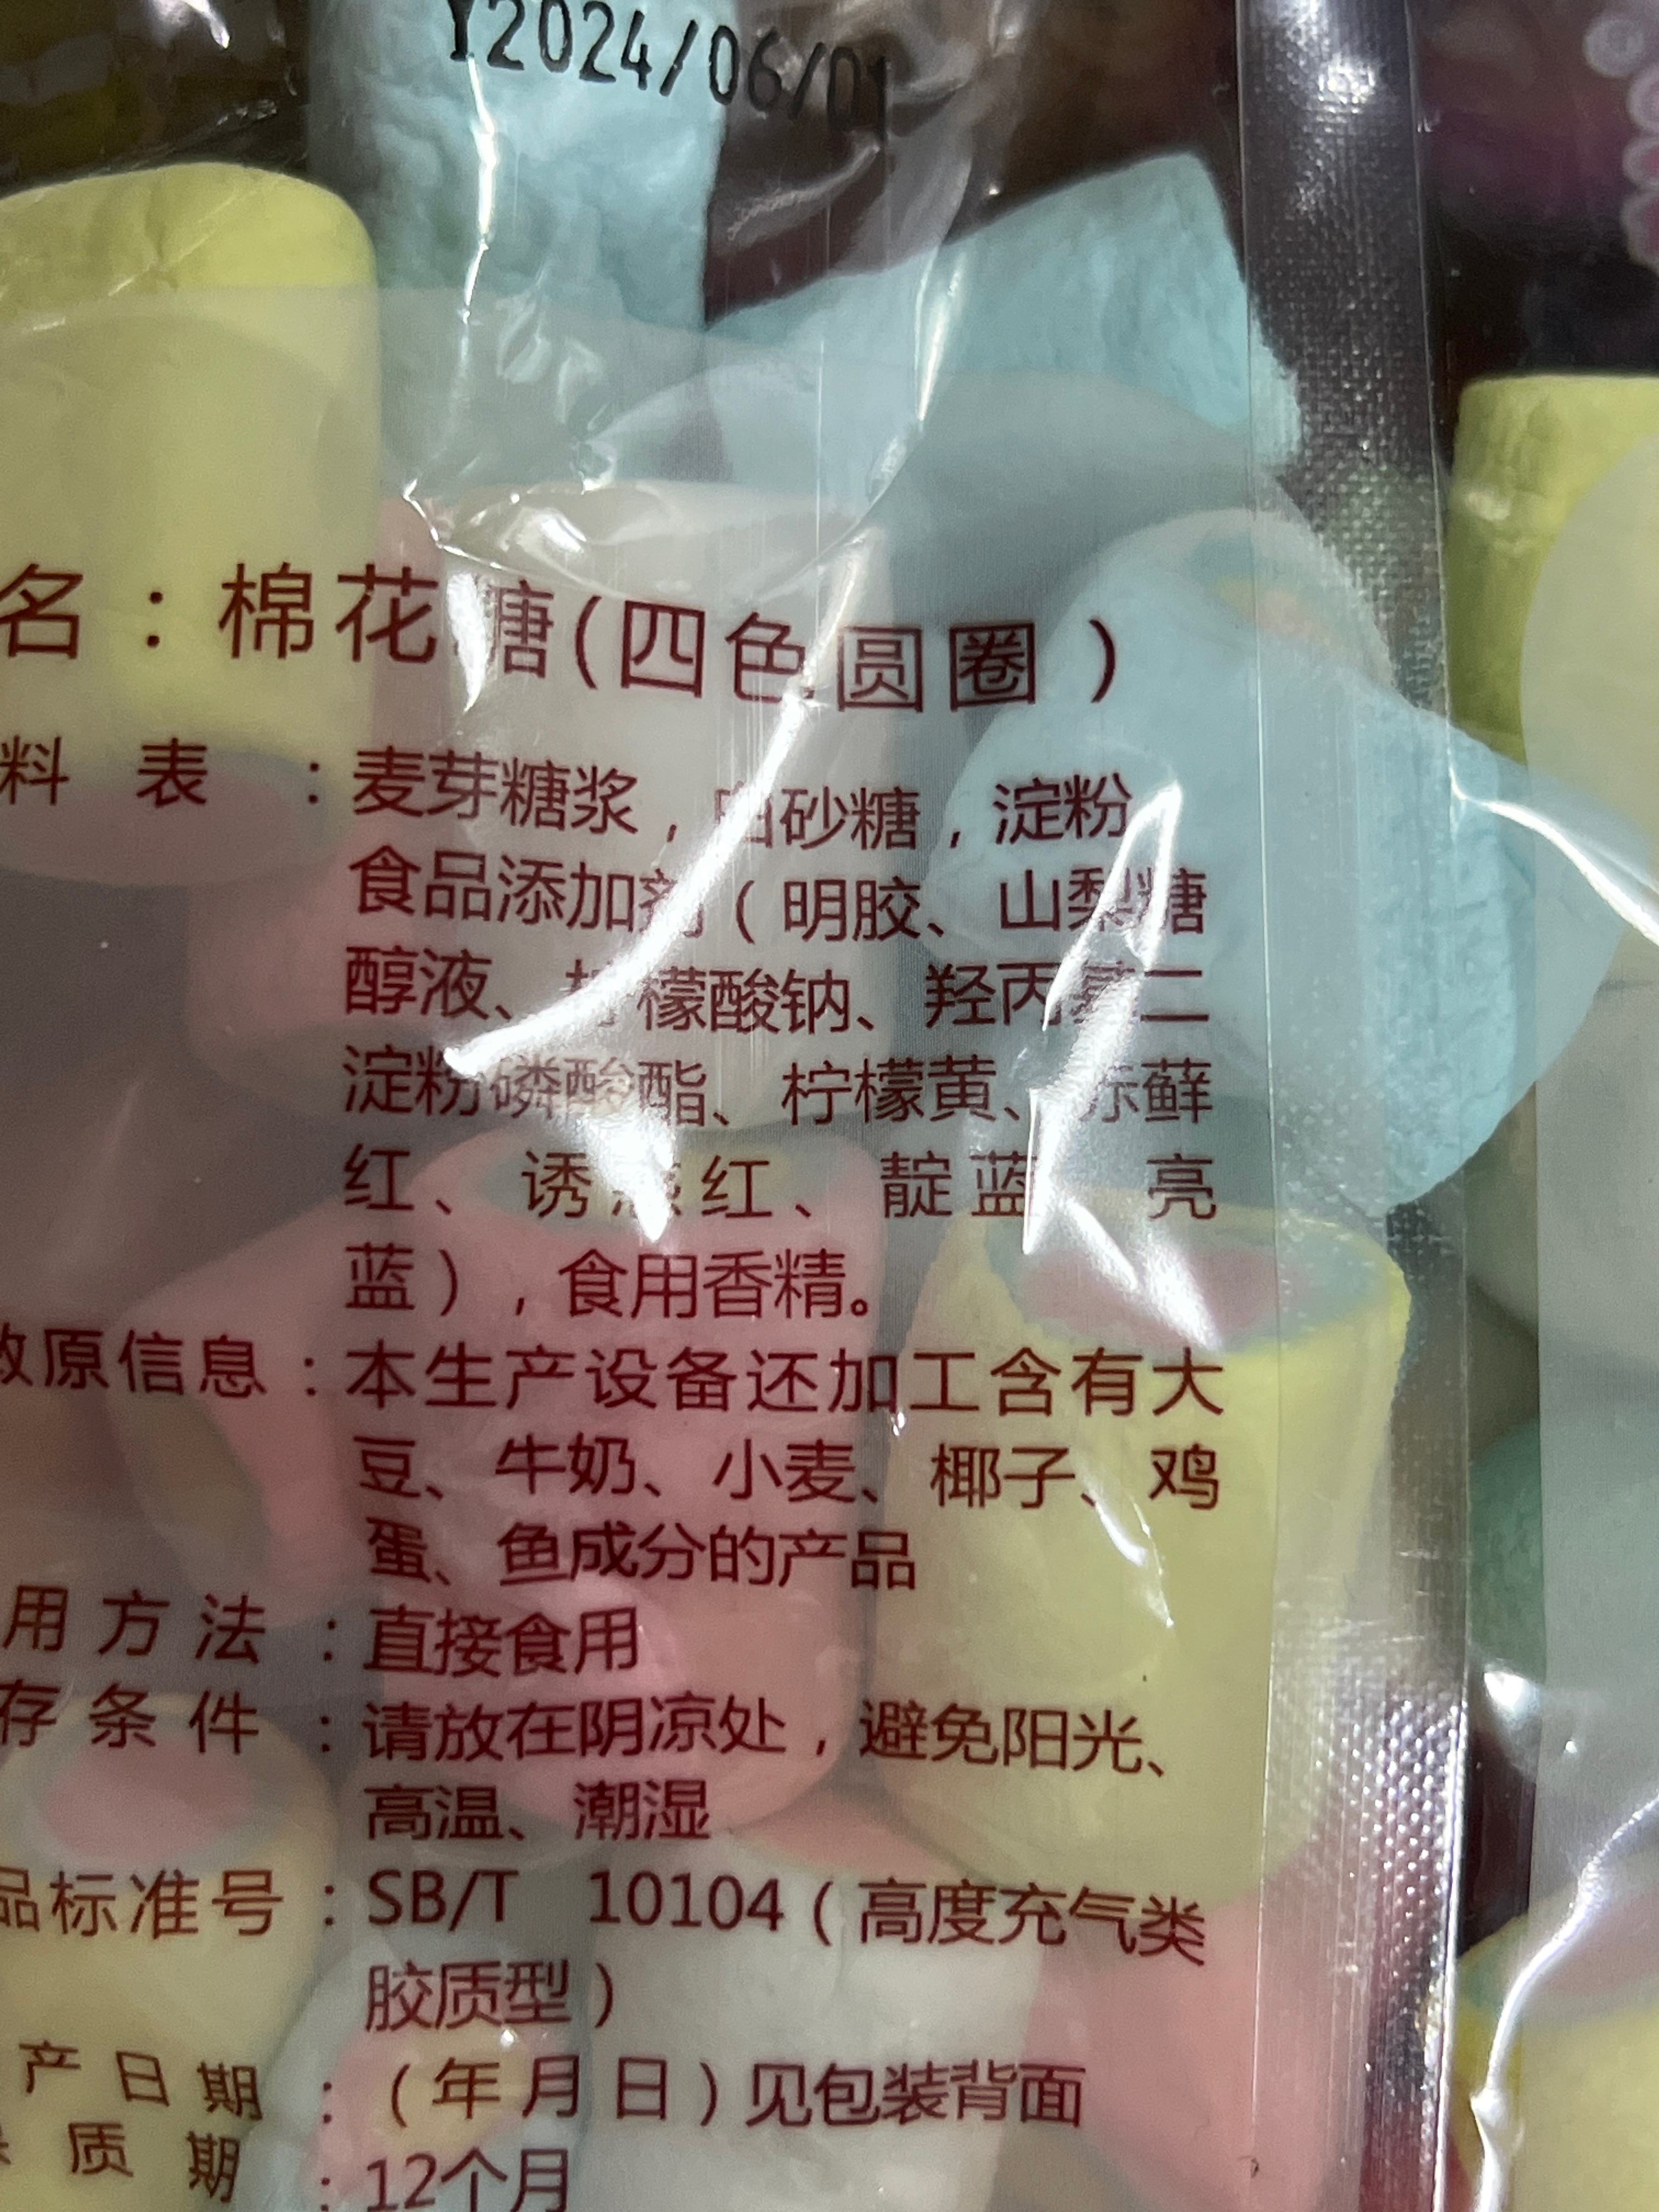 Y2024/06/01
名：棉花糖(四色圆圈）
料表：麦芽糖浆，白砂糖，淀粉
食品添加剂（明胶、山梨糖
醇液、柠檬酸钠、羟丙基二
淀粉磷酸酯、柠檬黄、赤藓
红、诱惑红、靛蓝、亮
蓝），食用香精。
敏原信息：本生产设备还加工含有大
豆、牛奶、小麦、椰子、鸡
蛋、鱼成分的产品
用方法：直接食用
存条件：请放在阴凉处，避免阳光、
高温、潮湿
品标准号：SB/T 10104（高度充气类
胶质型）
产日期：（年月日）见包装背面
质期：12个月